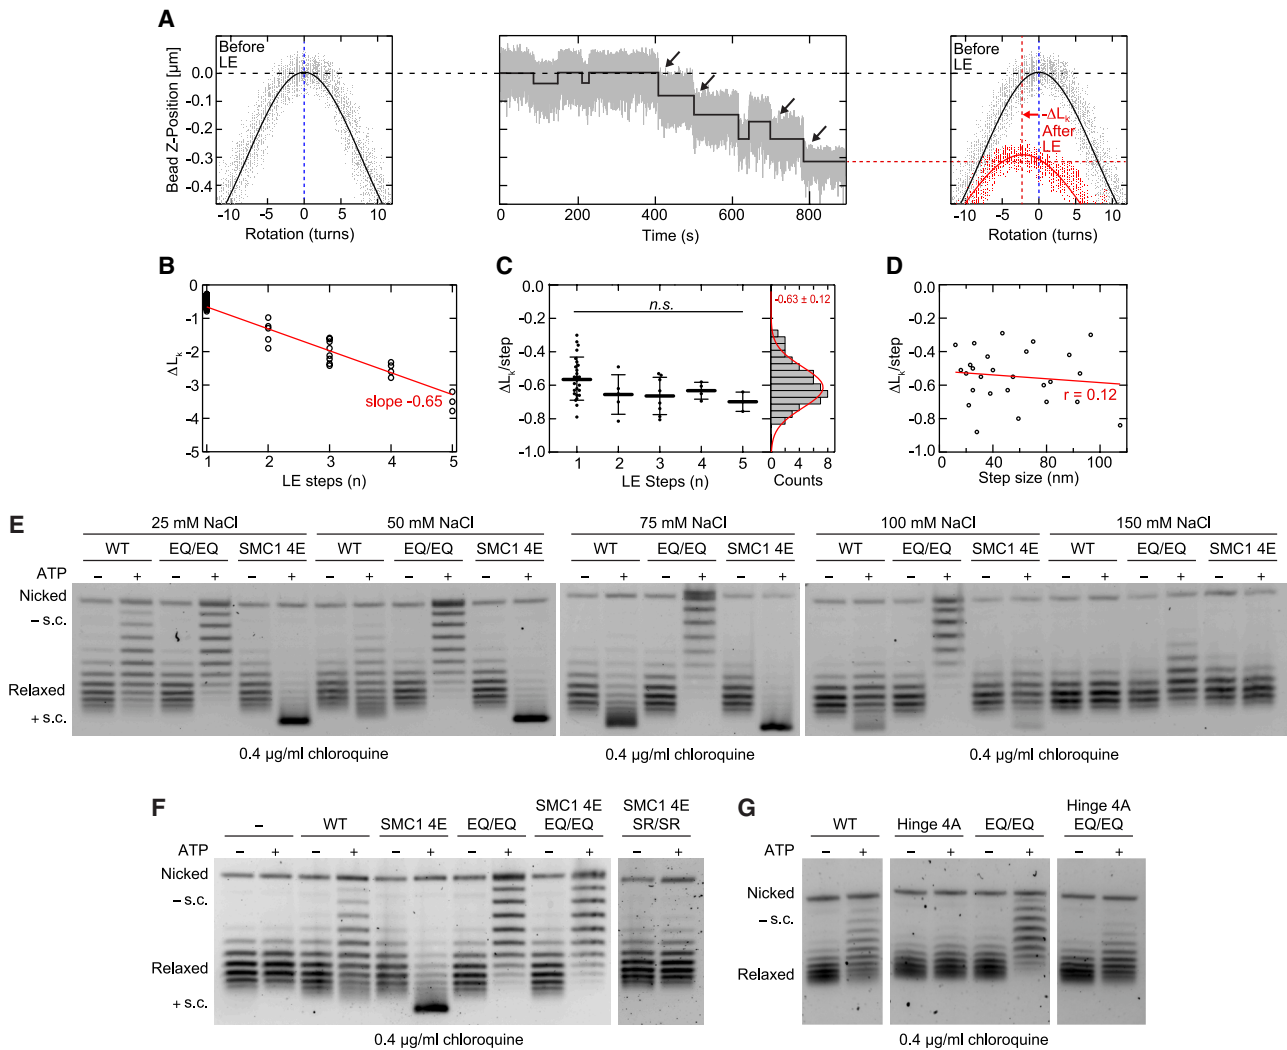 A
Before
LE
Bead Z-Position [µm]
0.0
-0.1
-0.2
-0.3
-0.4
-10 -5 0 5 10
Rotation (turns)
0 200 400 600 800
Time (s)
Before
LE
-ΔLk
After
LE
-10 -5 0 5 10
Rotation (turns)
B
ΔLk
0
-1
-2
-3
-4
-5
slope -0.65
1 2 3 4 5
LE steps (n)
C
ΔLk/step
0.0
-0.2
-0.4
-0.6
-0.8
-1.0
n.s.
-0.63 ± 0.12
1 2 3 4 5
LE Steps (n)
0 4 8
Counts
D
ΔLk/step
0.0
-0.2
-0.4
-0.6
-0.8
-1.0
r = 0.12
0 40 80 100
Step size (nm)
E
25 mM NaCl 50 mM NaCl 75 mM NaCl 100 mM NaCl 150 mM NaCl
WT EQ/EQ SMC1 4E WT EQ/EQ SMC1 4E WT EQ/EQ SMC1 4E WT EQ/EQ SMC1 4E WT EQ/EQ SMC1 4E
ATP – + – + – + – + – + – + – + – + – + – + – + – + – + – + – +
Nicked
– s.c.
Relaxed
+ s.c.
0.4 µg/ml chloroquine 0.4 µg/ml chloroquine 0.4 µg/ml chloroquine
F
– WT SMC1 4E EQ/EQ SMC1 4E EQ/EQ SMC1 4E SR/SR
ATP – + – + – + – + – + – +
Nicked
– s.c.
Relaxed
+ s.c.
0.4 µg/ml chloroquine
G
WT Hinge 4A EQ/EQ Hinge 4A EQ/EQ
ATP – + – + – + – +
Nicked
– s.c.
Relaxed
0.4 µg/ml chloroquine